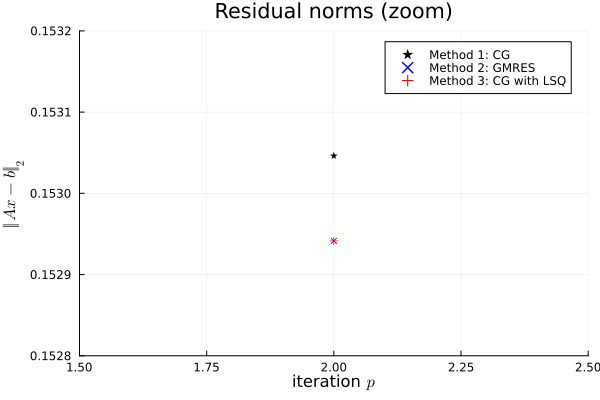 Residual norms (zoom)
0.1532
Method 1: CG
Method 2: GMRES
Method 3: CG with LSQ
0.1531
‖Ax − b‖₂
0.1530
0.1529
0.1528
1.50 1.75 2.00 2.25 2.50
iteration p